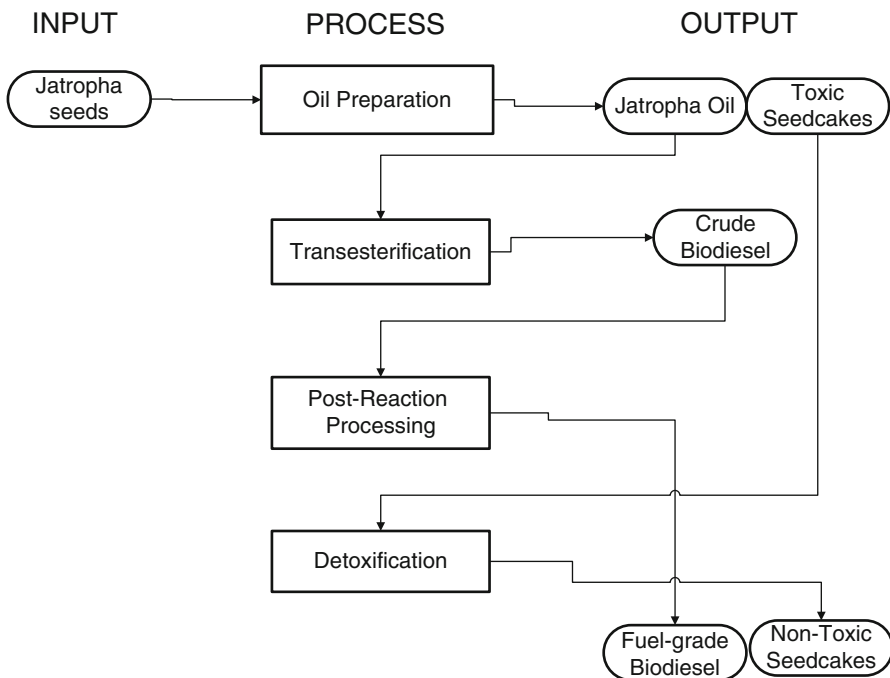 INPUT
PROCESS
OUTPUT
Jatropha
seeds
Oil Preparation
Jatropha Oil
Toxic
Seedcakes
Transesterification
Crude
Biodiesel
Post-Reaction
Processing
Detoxification
Fuel-grade
Biodiesel
Non-Toxic
Seedcakes